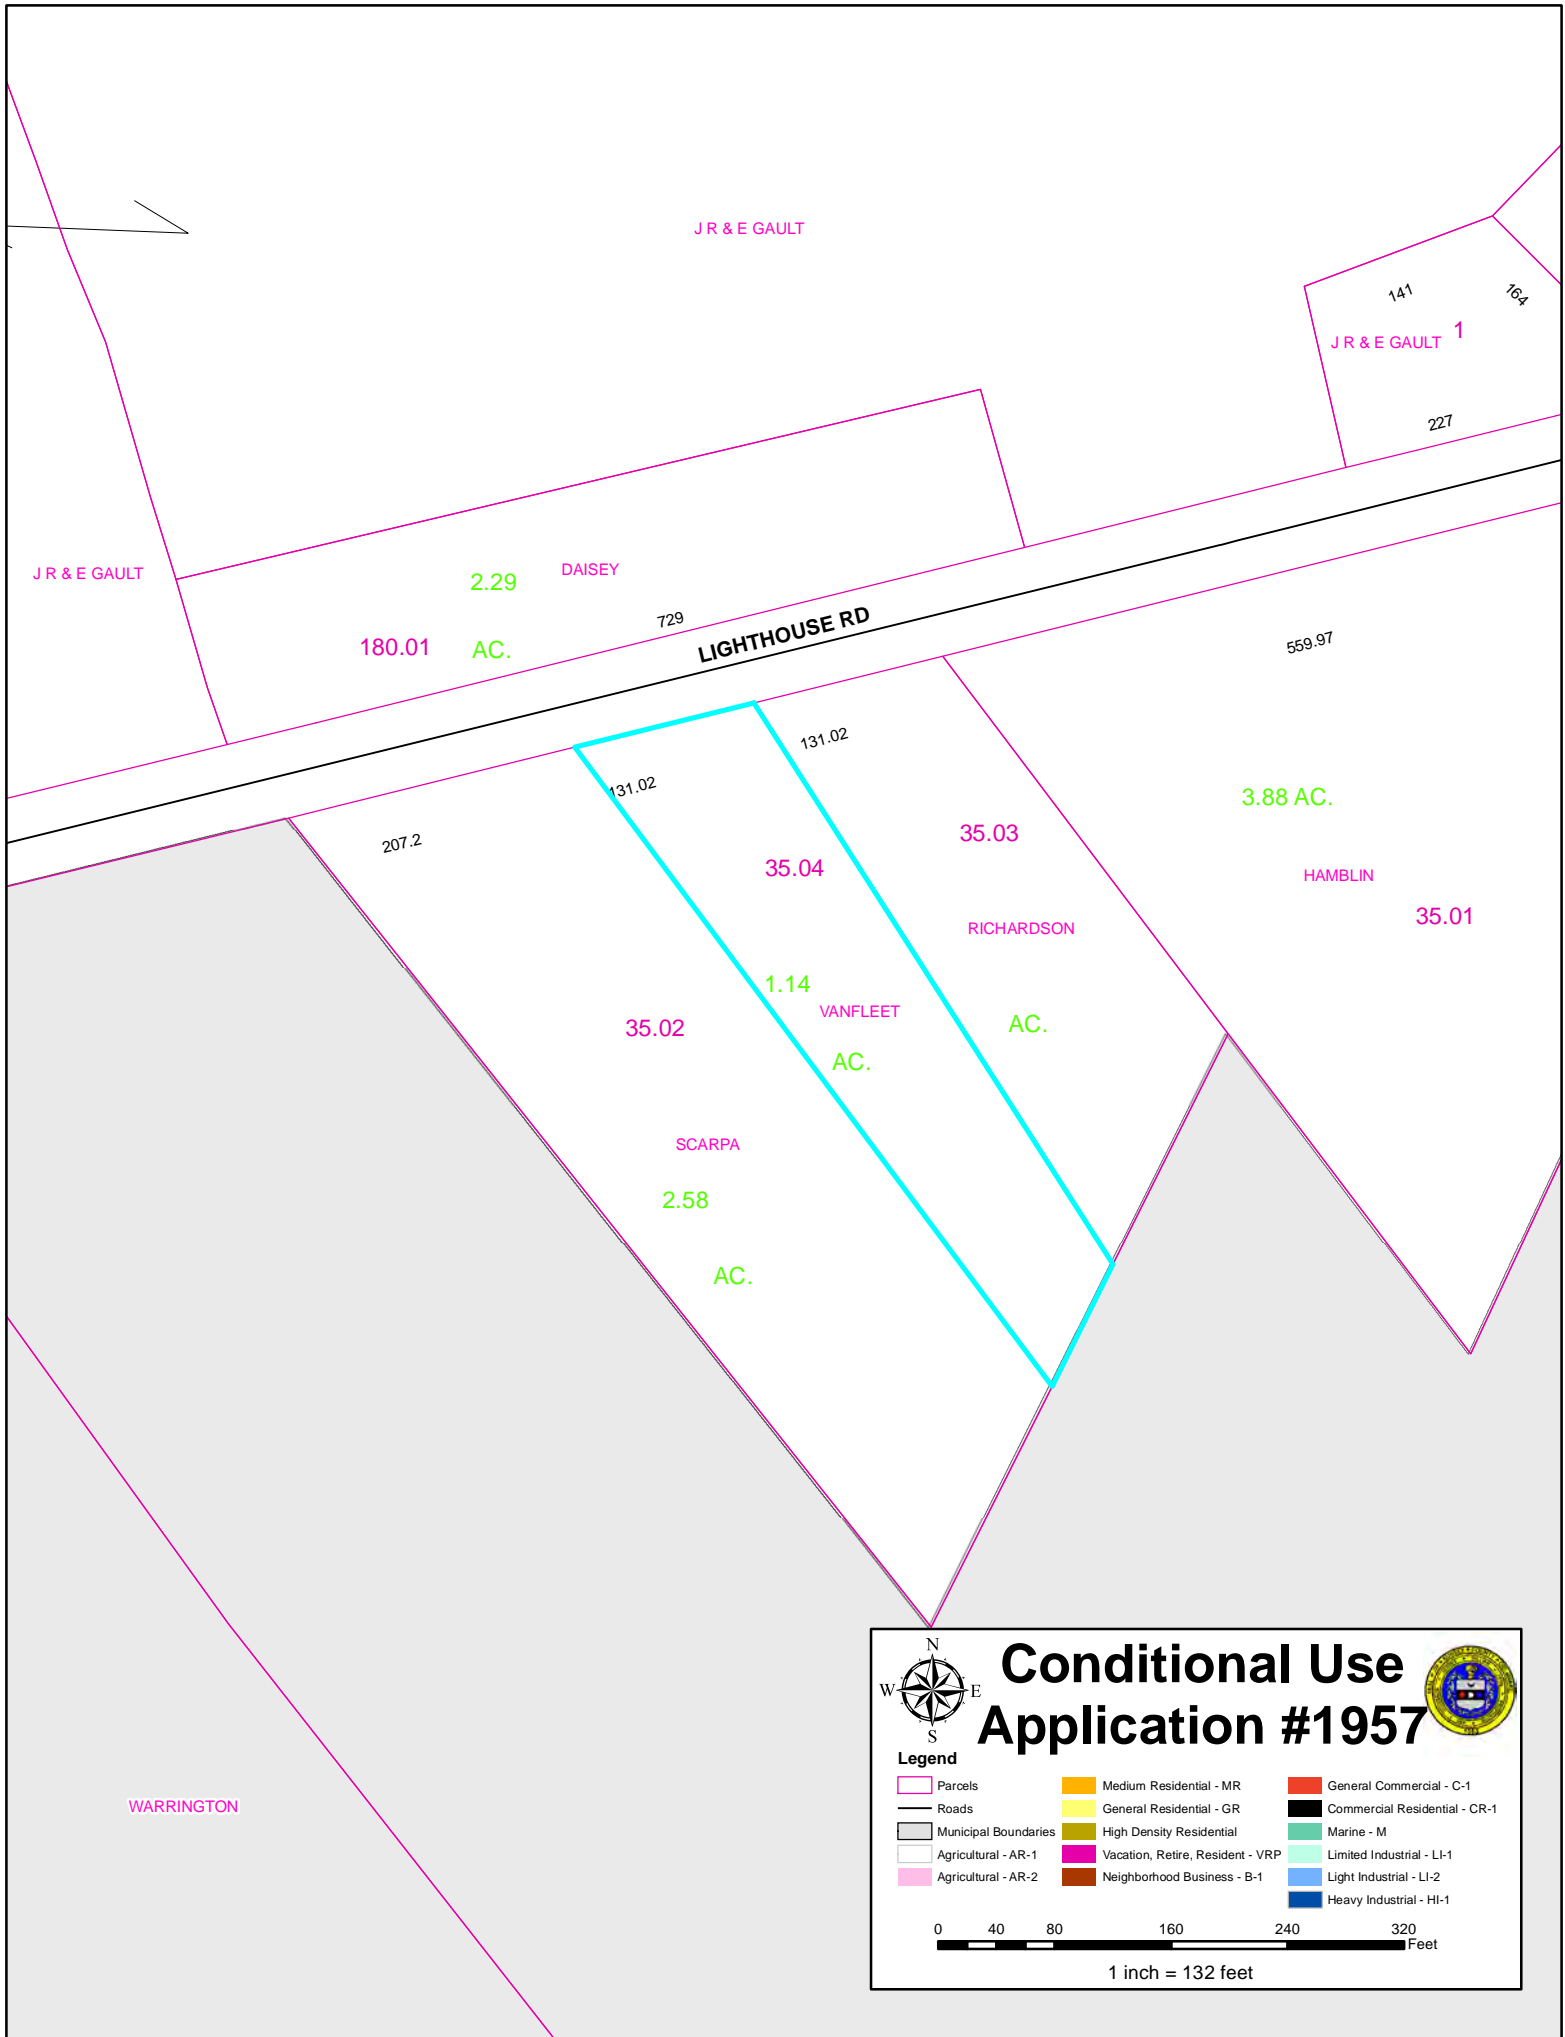 J R & E GAULT
141
164
J R & E GAULT
1
227
J R & E GAULT
2.29
DAISEY
180.01
AC.
729
LIGHTHOUSE RD
559.97
207.2
131.02
131.02
35.04
35.03
3.88 AC.
HAMBLIN
35.01
RICHARDSON
1.14
VANFLEET
AC.
AC.
35.02
SCARPA
2.58
AC.
WARRINGTON
N
W
E
S
Conditional Use
Application #1957
Legend
Parcels
Roads
Municipal Boundaries
Agricultural - AR-1
Agricultural - AR-2
Medium Residential - MR
General Residential - GR
High Density Residential
Vacation, Retire, Resident - VRP
Neighborhood Business - B-1
General Commercial - C-1
Commercial Residential - CR-1
Marine - M
Limited Industrial - LI-1
Light Industrial - LI-2
Heavy Industrial - HI-1
0 40 80 160 240 320
Feet
1 inch = 132 feet